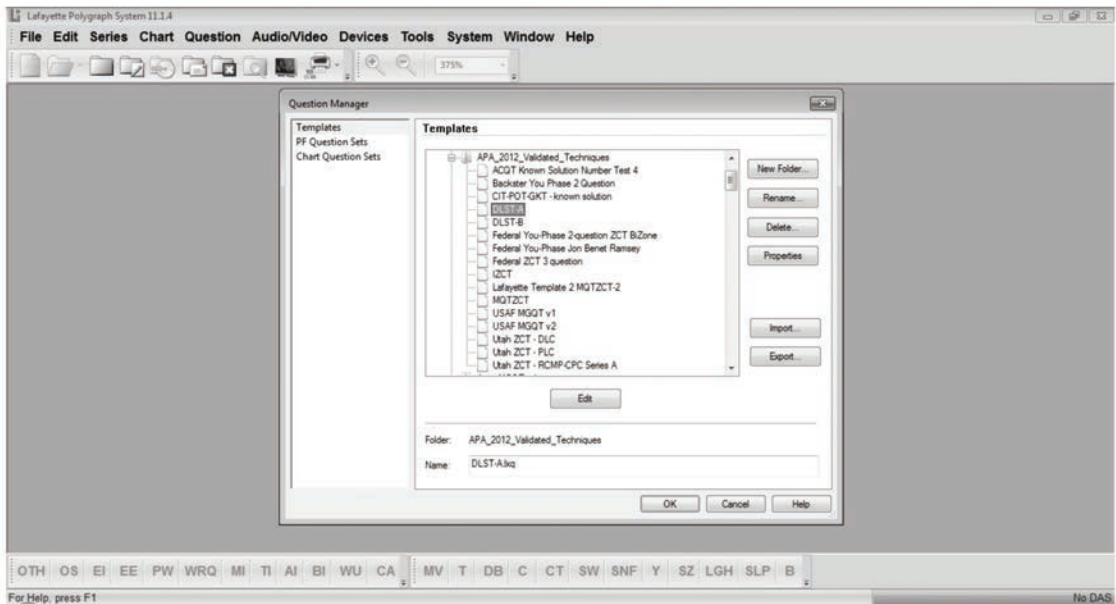 Lafayette Polygraph System 11.1.4
File Edit Series Chart Question Audio/Video Devices Tools System Window Help
375%
Question Manager
Templates
PF Question Sets
Chart Question Sets
Templates
APA_2012_Validated_Techniques
ACQT Known Solution Number Test 4
Backster You Phase 2 Question
CIT-POT-GKT - known solution
DLST-A
DLST-B
Federal You-Phase 2-question ZCT BiZone
Federal You-Phase Jon Benet Ramsey
Federal ZCT 3 question
IZCT
Lafayette Template 2 MQTZCT-2
MQTZCT
USAF MGQT v1
USAF MGQT v2
Utah ZCT - DLC
Utah ZCT - PLC
Utah ZCT - RCMP-CPC Series A
New Folder...
Rename...
Delete...
Properties
Import...
Export...
Edit
Folder: APA_2012_Validated_Techniques
Name: DLST-A.lxq
OK Cancel Help
OTH OS EI EE PW WRQ MI TI AI BI WU CA MV T DB C CT SW SNF Y SZ LGH SLP B
For Help, press F1 No DAS